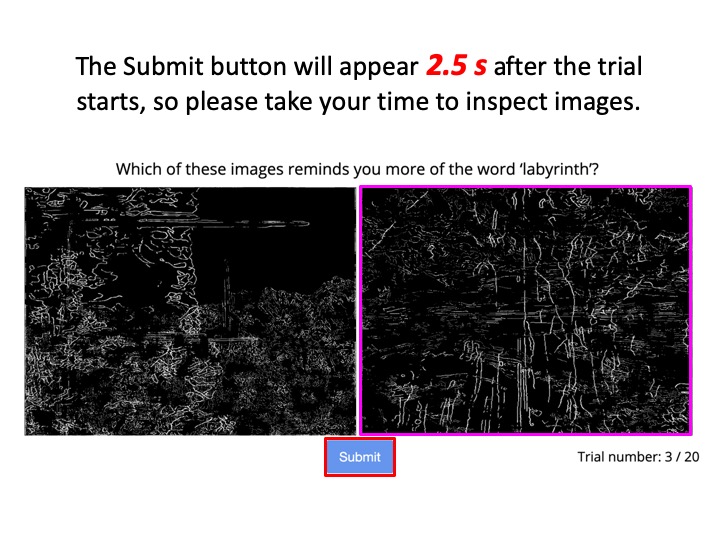 The Submit button will appear 2.5 s after the trial
starts, so please take your time to inspect images.
Which of these images reminds you more of the word ‘labyrinth’?
Submit
Trial number: 3 / 20